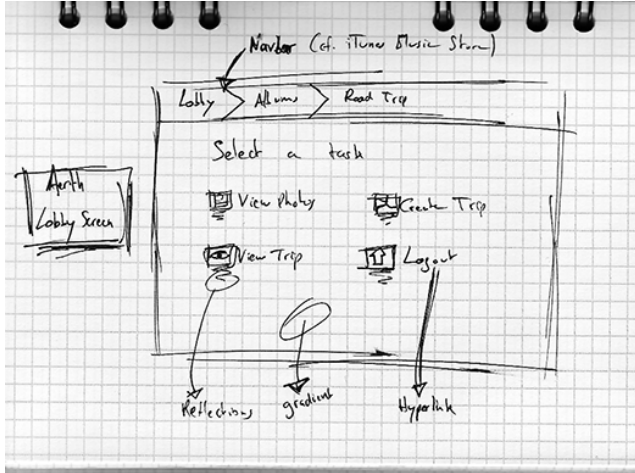 Navbar (cf. iTunes Music Store)
Lobby > Albums > Road Trip
Select a task
Aerith
Lobby Screen
View Photos
Create Trip
View Trip
Logout
Reflections
gradient
Hyperlink